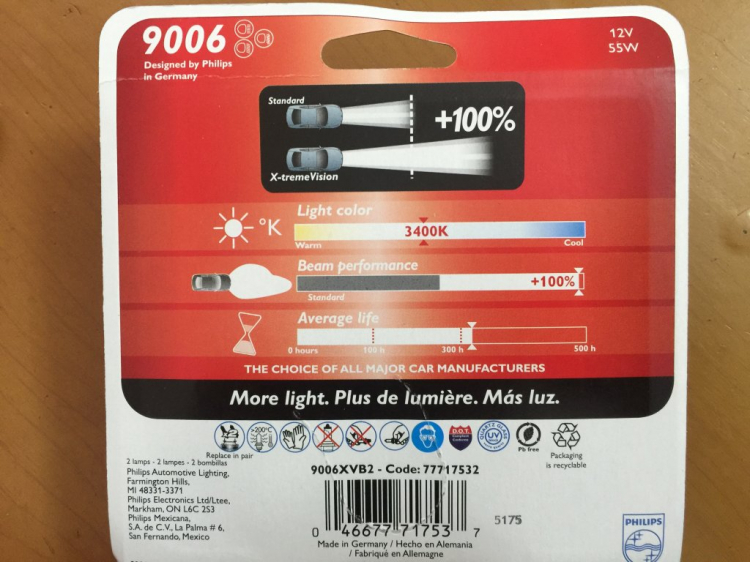 9006
Designed by Philips
in Germany
12V
55W
Standard
+100%
X-tremeVision
°K
Light color
3400K
Warm
Cool
Beam performance
+100%
Standard
Average life
0 hours
100 h
300 h
500 h
THE CHOICE OF ALL MAJOR CAR MANUFACTURERS
More light. Plus de lumière. Más luz.
>200°C
D.O.T.
QUARTZ GLASS
UV
Replace in pair
Pb free
Packaging
is recyclable
2 lamps - 2 lampes - 2 bombillas
Philips Automotive Lighting,
Farmington Hills,
MI 48331-3371
Philips Electronics Ltd/Ltee,
Markham, ON L6C 2S3
Philips Mexicana,
S.A. de C.V., La Palma # 6,
San Fernando, Mexico
9006XVB2 - Code: 77717532
0 46677 71753 7
5175
Made in Germany / Hecho en Alemania
/ Fabriqué en Allemagne
PHILIPS